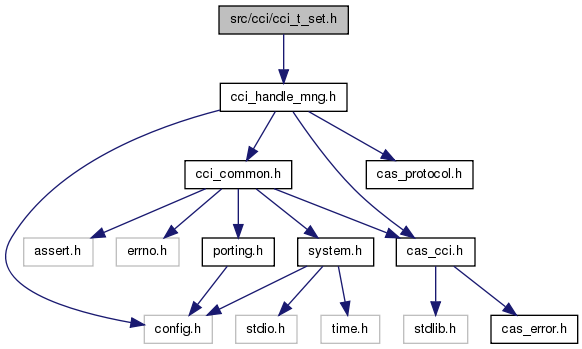 src/cci/cci_t_set.h
cci_handle_mng.h
cci_common.h
cas_protocol.h
assert.h
errno.h
porting.h
system.h
cas_cci.h
config.h
stdio.h
time.h
stdlib.h
cas_error.h